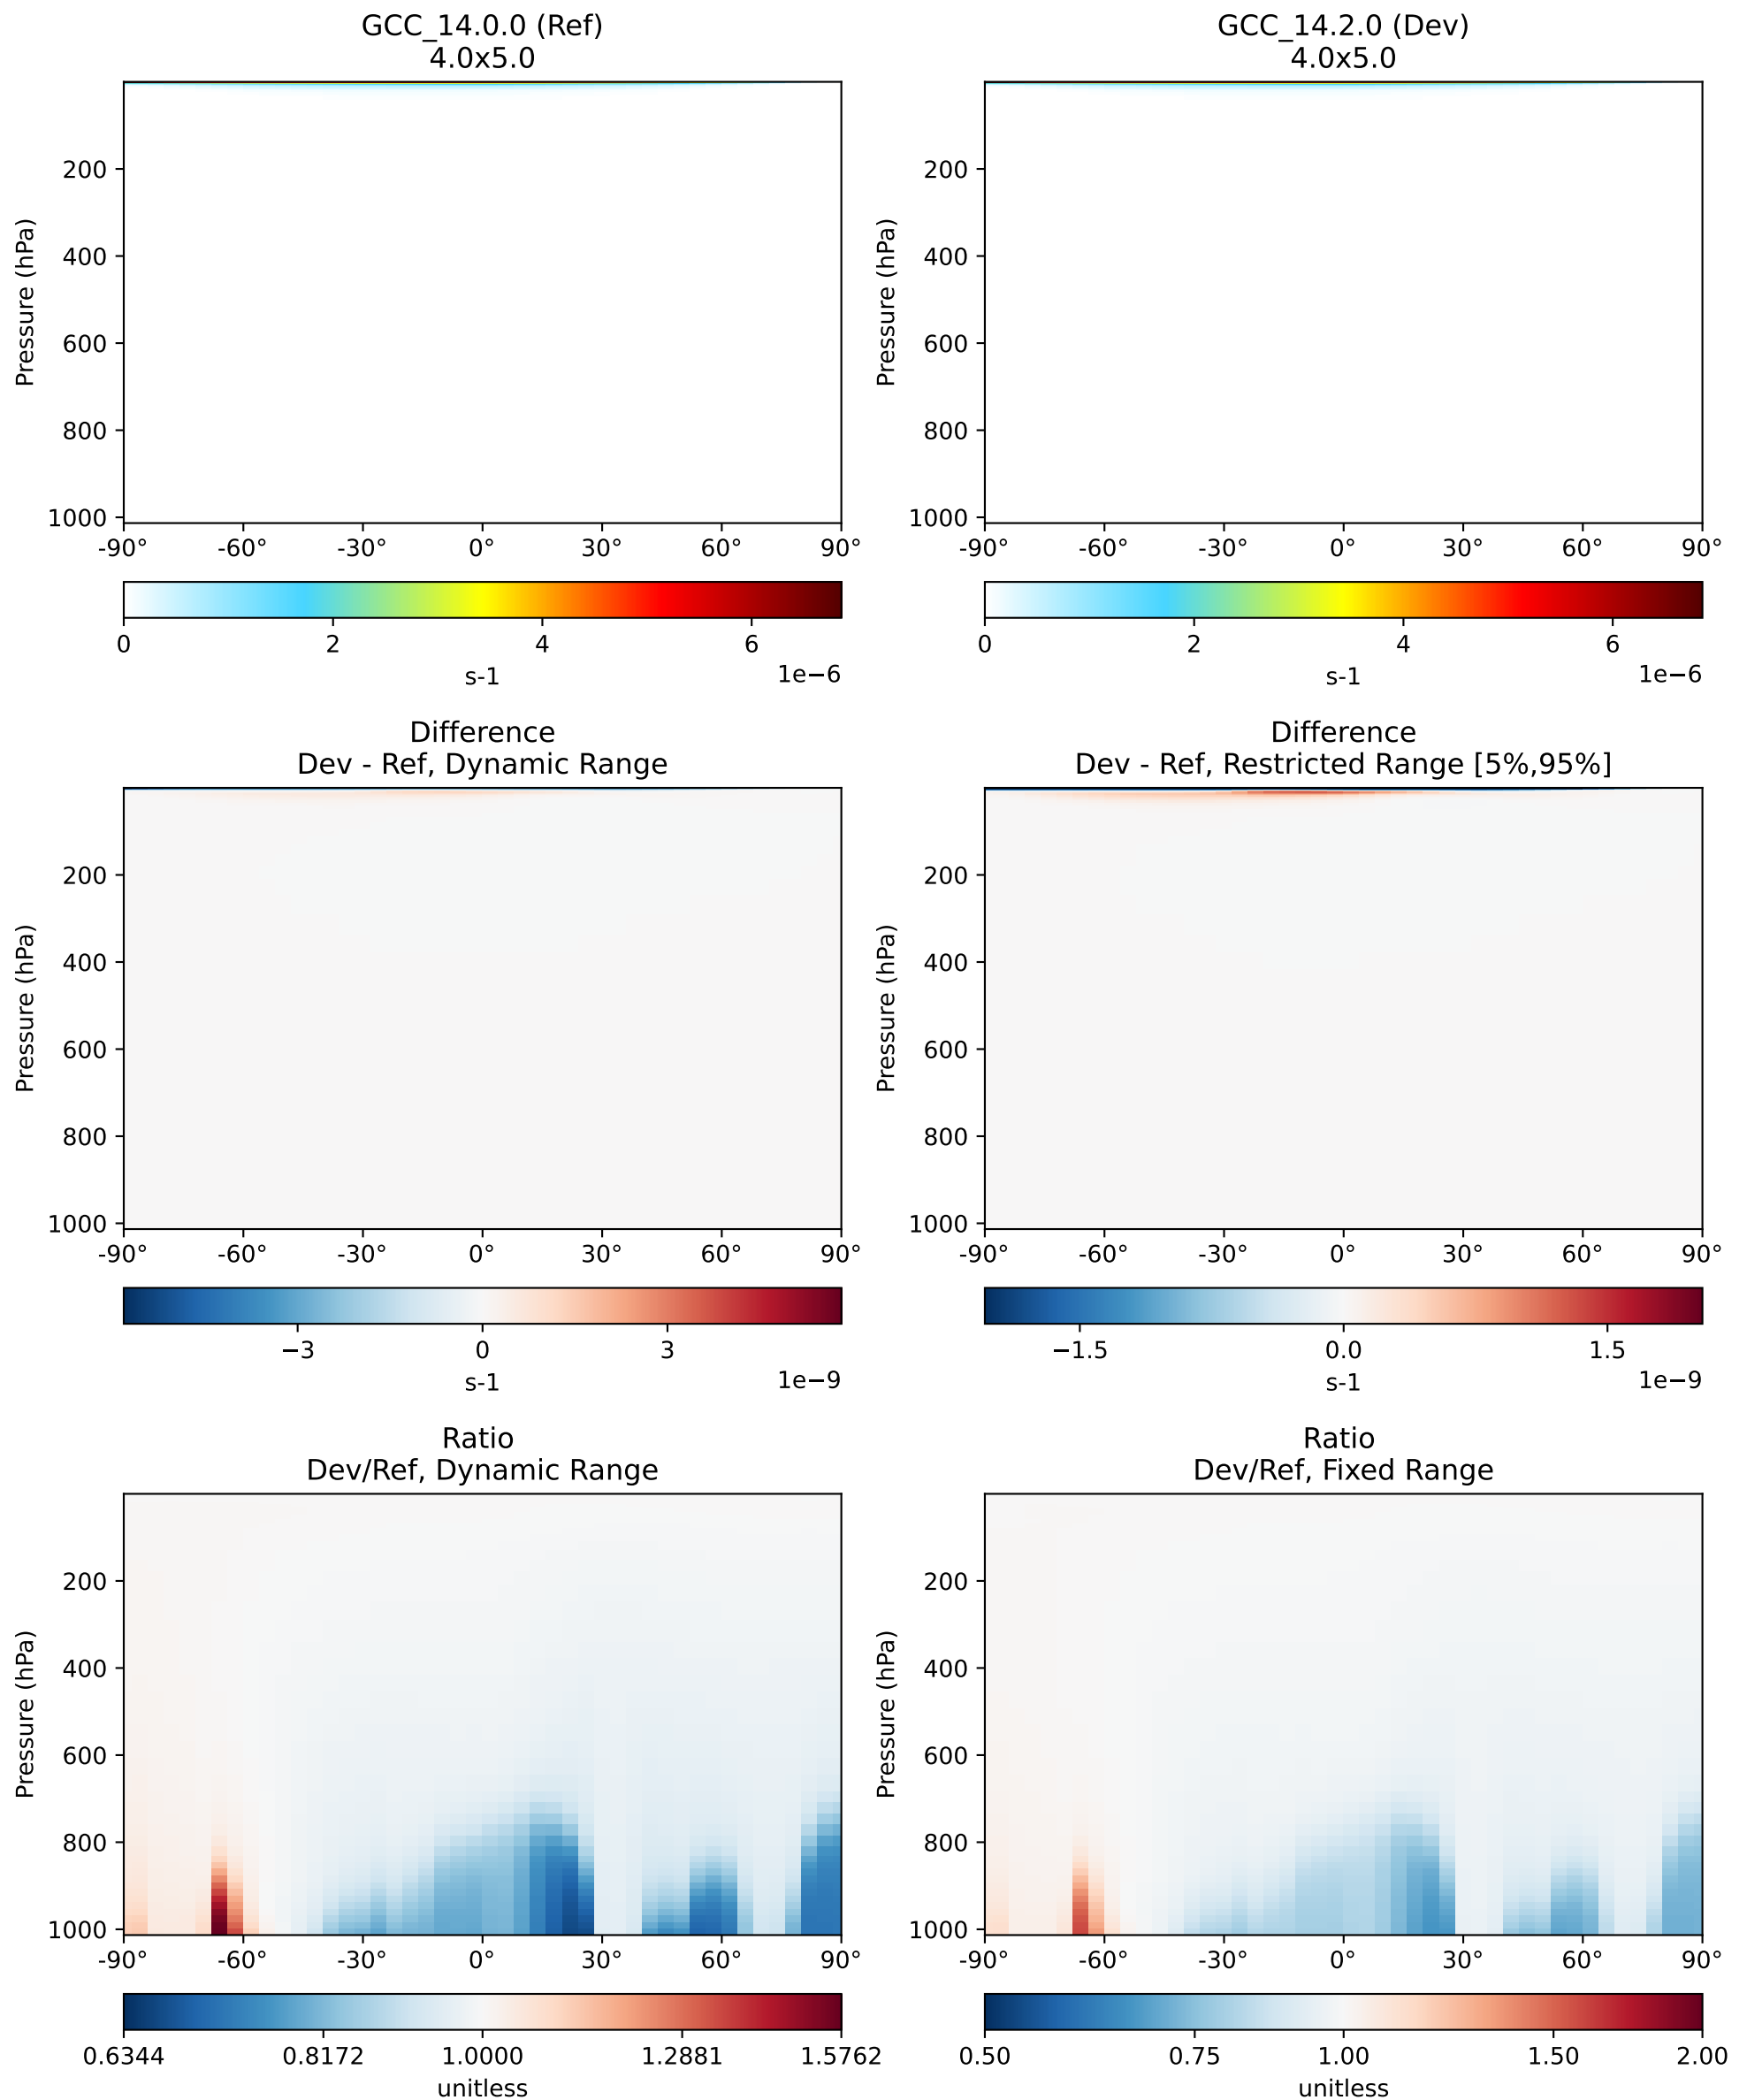 GCC_14.0.0 (Ref)
4.0x5.0
Pressure (hPa)
200
400
600
800
1000
-90° -60° -30° 0° 30° 60° 90°
0 2 4 6
s-1
1e−6
GCC_14.2.0 (Dev)
4.0x5.0
Pressure (hPa)
200
400
600
800
1000
-90° -60° -30° 0° 30° 60° 90°
0 2 4 6
s-1
1e−6
Difference
Dev - Ref, Dynamic Range
Pressure (hPa)
200
400
600
800
1000
-90° -60° -30° 0° 30° 60° 90°
−3 0 3
s-1
1e−9
Difference
Dev - Ref, Restricted Range [5%,95%]
Pressure (hPa)
200
400
600
800
1000
-90° -60° -30° 0° 30° 60° 90°
−1.5 0.0 1.5
s-1
1e−9
Ratio
Dev/Ref, Dynamic Range
Pressure (hPa)
200
400
600
800
1000
-90° -60° -30° 0° 30° 60° 90°
0.6344 0.8172 1.0000 1.2881 1.5762
unitless
Ratio
Dev/Ref, Fixed Range
Pressure (hPa)
200
400
600
800
1000
-90° -60° -30° 0° 30° 60° 90°
0.50 0.75 1.00 1.50 2.00
unitless